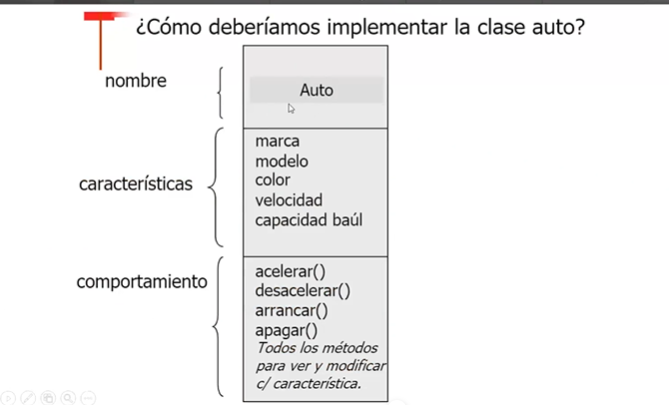 ¿Cómo deberíamos implementar la clase auto?
nombre
Auto
características
marca
modelo
color
velocidad
capacidad baúl
comportamiento
acelerar()
desacelerar()
arrancar()
apagar()
Todos los métodos
para ver y modificar
c/ característica.